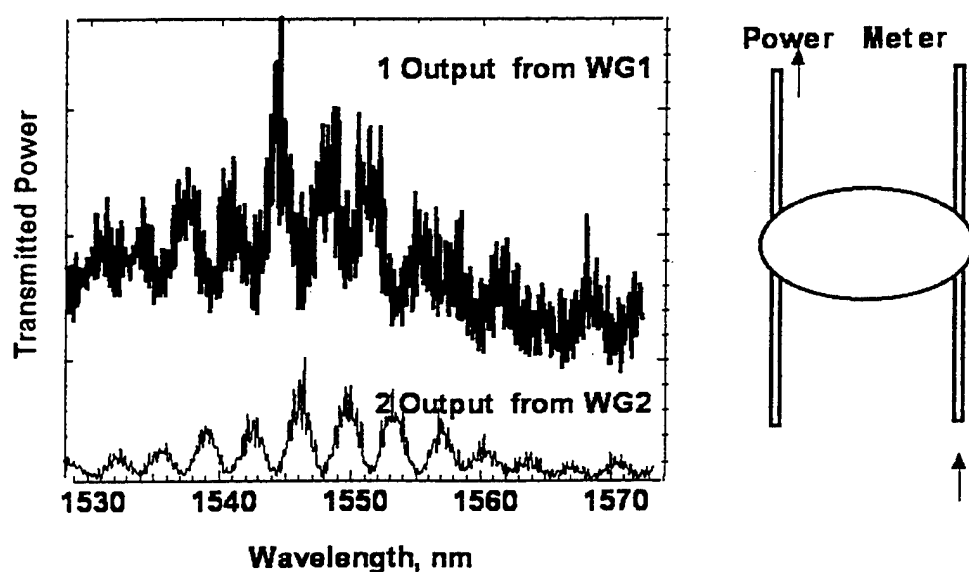 Transmitted Power
1 Output from WG1
2 Output from WG2
1530 1540 1550 1560 1570
Wavelength, nm
Power Meter